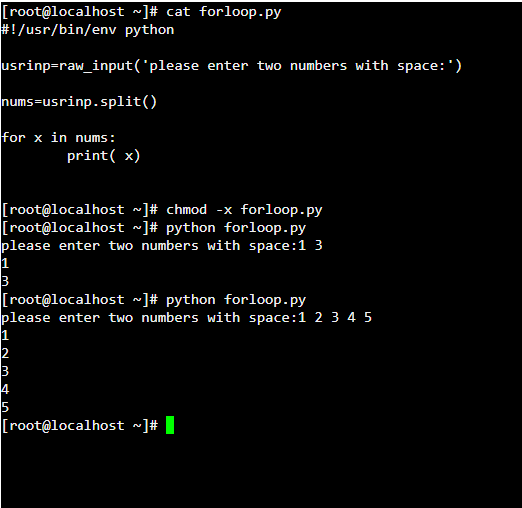 [root@localhost ~]# cat forloop.py
#!/usr/bin/env python
usrinp=raw_input('please enter two numbers with space:')
nums=usrinp.split()
for x in nums:
        print( x)
[root@localhost ~]# chmod -x forloop.py
[root@localhost ~]# python forloop.py
please enter two numbers with space:1 3
1
3
[root@localhost ~]# python forloop.py
please enter two numbers with space:1 2 3 4 5
1
2
3
4
5
[root@localhost ~]#